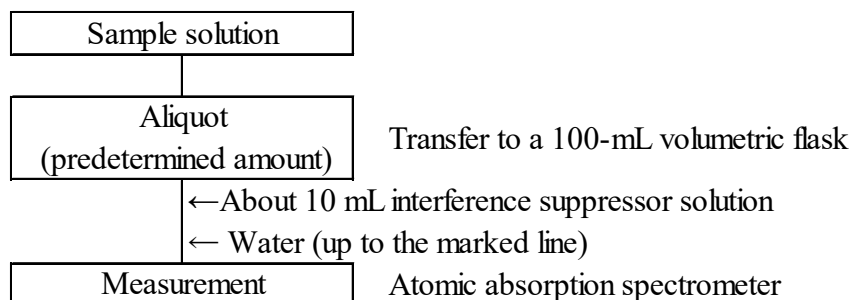 Sample solution
Aliquot
(predetermined amount)
Transfer to a 100-mL volumetric flask
←About 10 mL interference suppressor solution
← Water (up to the marked line)
Measurement
Atomic absorption spectrometer